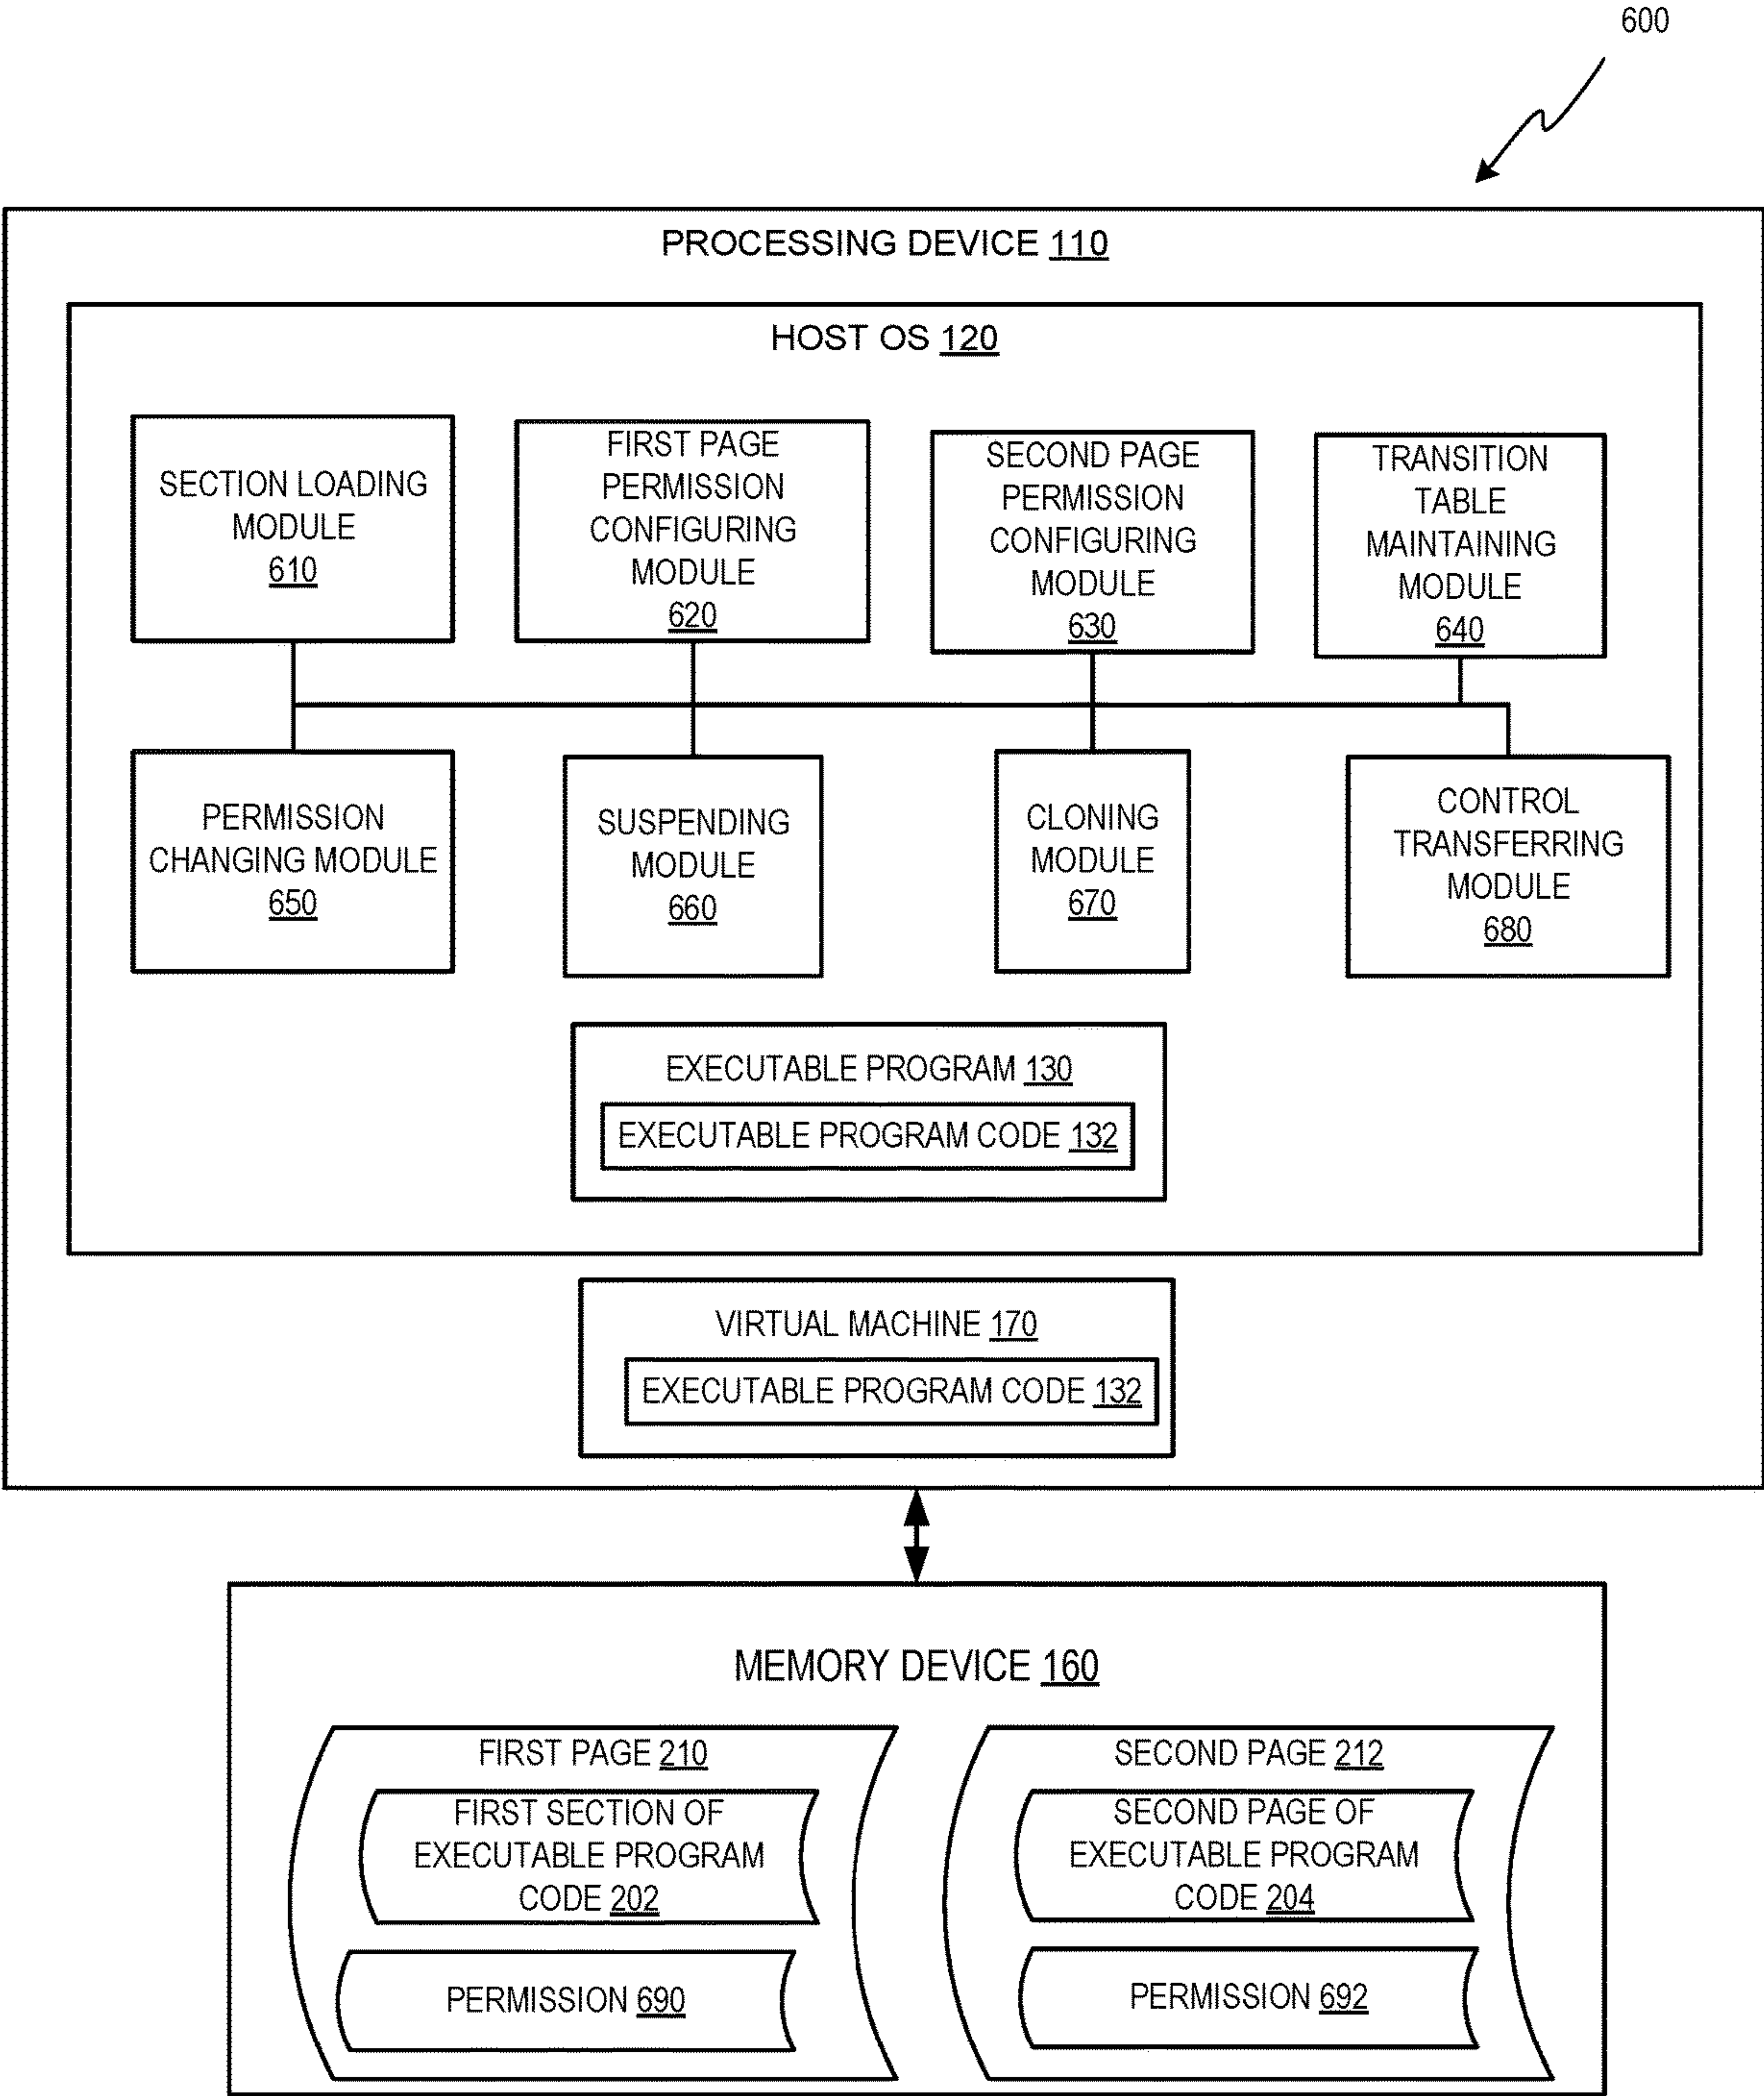 600
PROCESSING DEVICE 110
HOST OS 120
SECTION LOADING
MODULE
610
FIRST PAGE
PERMISSION
CONFIGURING
MODULE
620
SECOND PAGE
PERMISSION
CONFIGURING
MODULE
630
TRANSITION
TABLE
MAINTAINING
MODULE
640
PERMISSION
CHANGING MODULE
650
SUSPENDING
MODULE
660
CLONING
MODULE
670
CONTROL
TRANSFERRING
MODULE
680
EXECUTABLE PROGRAM 130
EXECUTABLE PROGRAM CODE 132
VIRTUAL MACHINE 170
EXECUTABLE PROGRAM CODE 132
MEMORY DEVICE 160
FIRST PAGE 210
FIRST SECTION OF
EXECUTABLE PROGRAM
CODE 202
PERMISSION 690
SECOND PAGE 212
SECOND PAGE OF
EXECUTABLE PROGRAM
CODE 204
PERMISSION 692